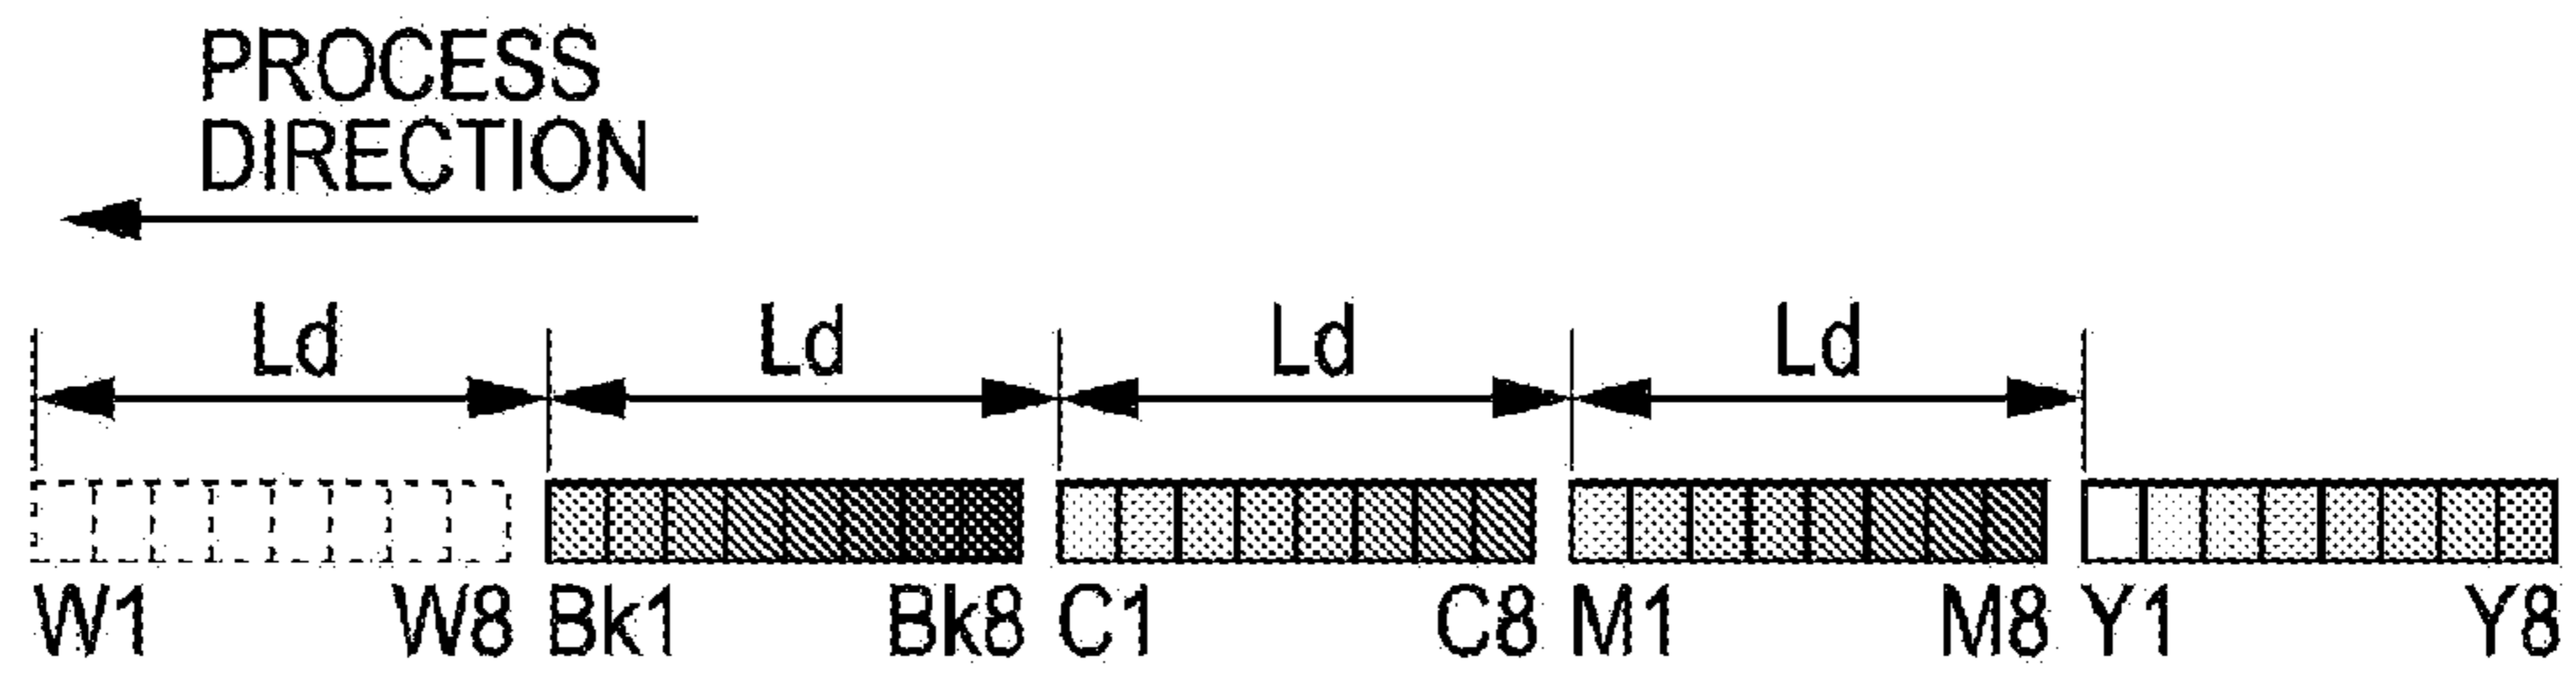 PROCESS
DIRECTION
Ld Ld Ld Ld
W1 W8 Bk1 Bk8 C1 C8 M1 M8 Y1 Y8